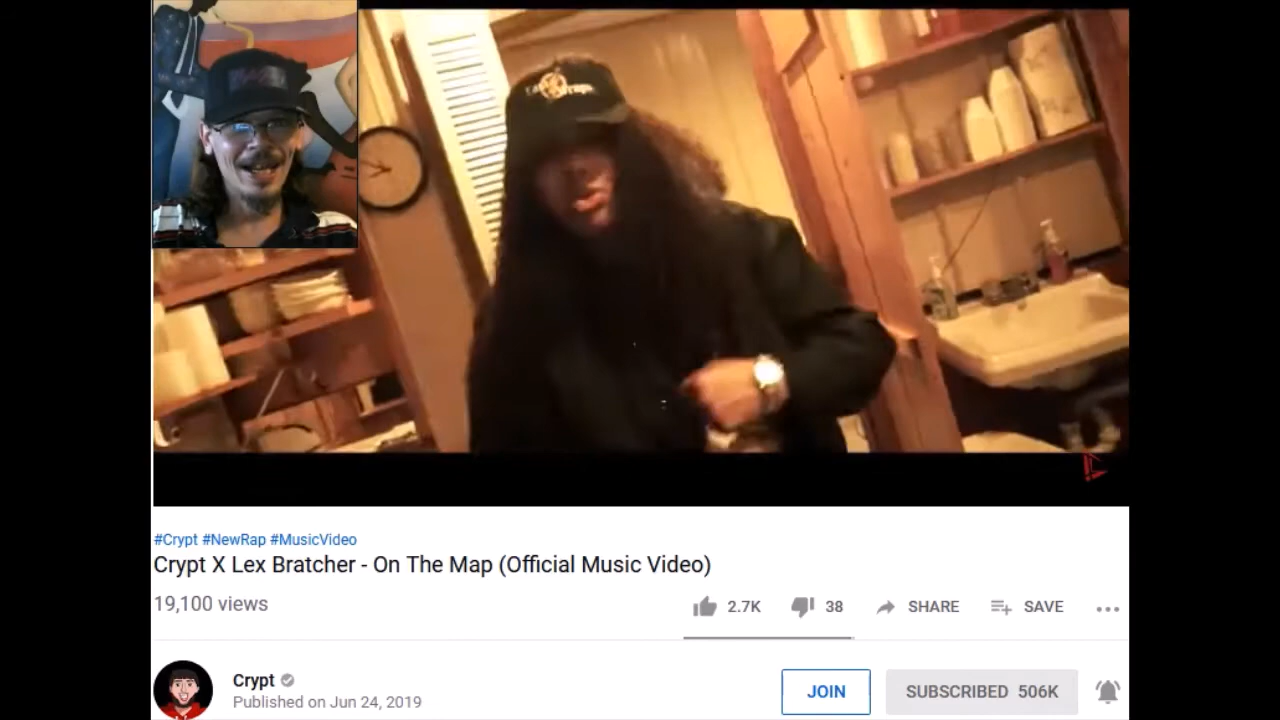 #Crypt #NewRap #MusicVideo
Crypt X Lex Bratcher - On The Map (Official Music Video)
19,100 views
2.7K
38
SHARE
SAVE
Crypt
Published on Jun 24, 2019
JOIN
SUBSCRIBED 506K